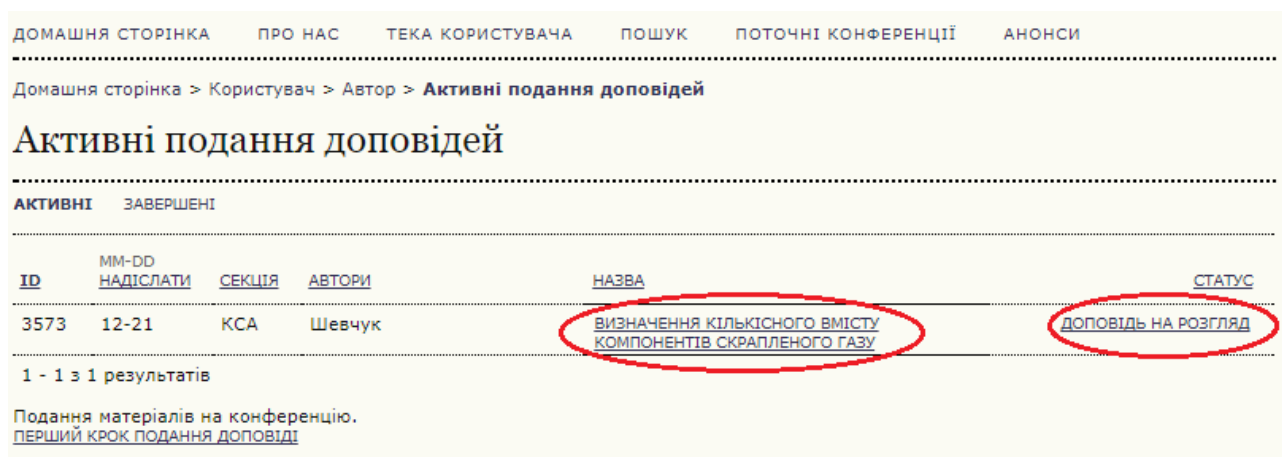 ДОМАШНЯ СТОРІНКА ПРО НАС ТЕКА КОРИСТУВАЧА ПОШУК ПОТОЧНІ КОНФЕРЕНЦІЇ АНОНСИ
Домашня сторінка > Користувач > Автор > Активні подання доповідей
Активні подання доповідей
АКТИВНІ ЗАВЕРШЕНІ
MM-DD
ID НАДІСЛАТИ СЕКЦІЯ АВТОРИ НАЗВА СТАТУС
3573 12-21 КСА Шевчук ВИЗНАЧЕННЯ КІЛЬКІСНОГО ВМІСТУ ДОПОВІДЬ НА РОЗГЛЯД
КОМПОНЕНТІВ СКРАПЛЕНОГО ГАЗУ
1 - 1 з 1 результатів
Подання матеріалів на конференцію.
ПЕРШИЙ КРОК ПОДАННЯ ДОПОВІДІ